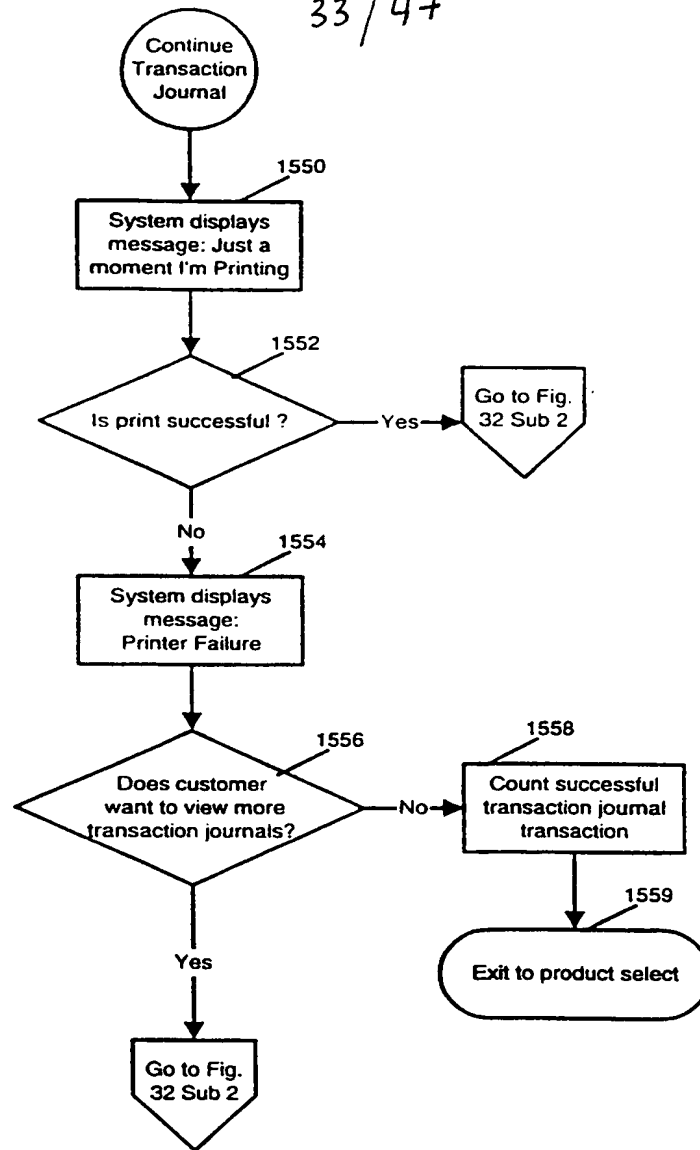 33/47
Continue
Transaction
Journal
1550
System displays
message: Just a
moment I'm Printing
1552
Is print successful ?
Yes
Go to Fig.
32 Sub 2
No
1554
System displays
message:
Printer Failure
1556
Does customer
want to view more
transaction journals?
No
1558
Count successful
transaction journal
transaction
1559
Exit to product select
Yes
Go to Fig.
32 Sub 2